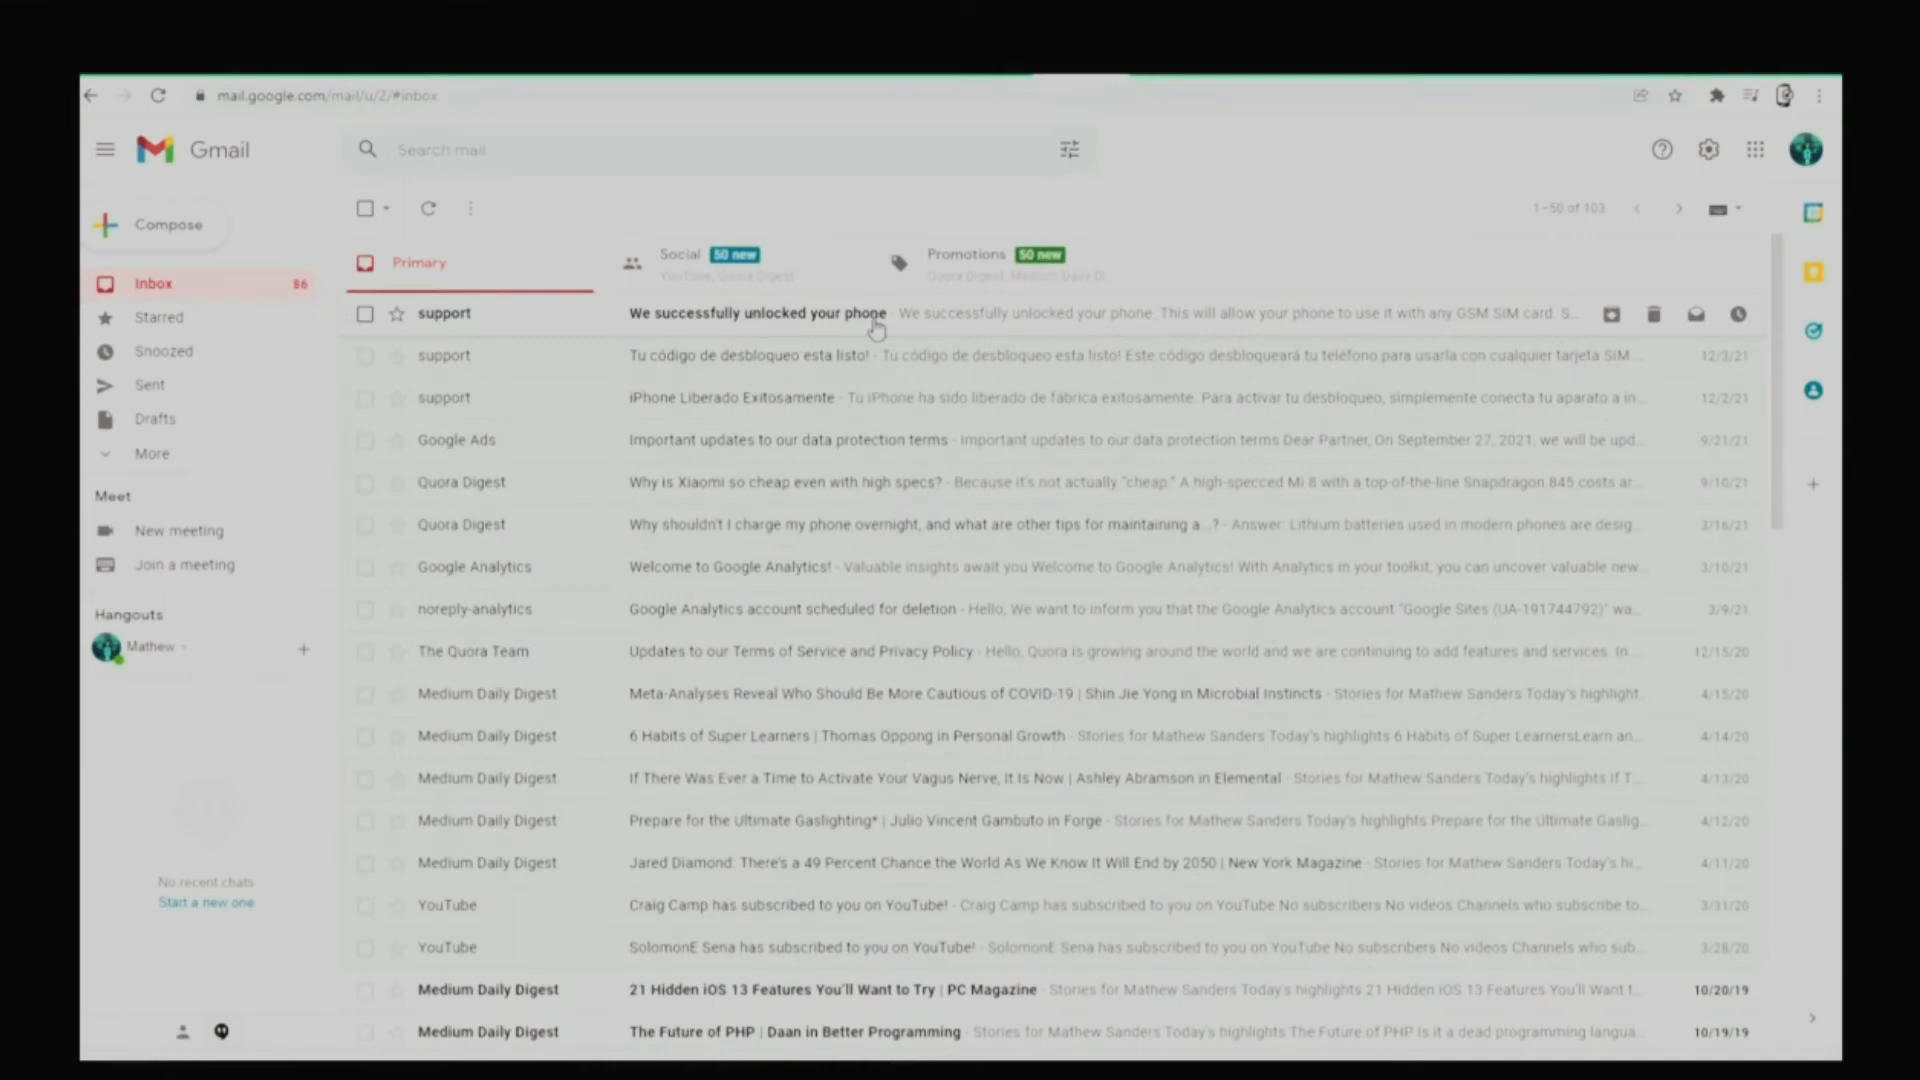 mail.google.com/mail/u/2/#inbox
Gmail
Search mail
1-50 of 103
Compose
Inbox 86
Starred
Snoozed
Sent
Drafts
More
Meet
New meeting
Join a meeting
Hangouts
Mathew
No recent chats
Start a new one
Primary
Social 50 new
YouTube, Quora Digest
Promotions 50 new
Quora Digest, Medium Daily Di...
support We successfully unlocked your phone - We successfully unlocked your phone. This will allow your phone to use it with any GSM SIM card. S...
support Tu código de desbloqueo esta listo! - Tu código de desbloqueo esta listo! Este código desbloqueará tu teléfono para usarla con cualquier tarjeta SIM... 12/3/21
support iPhone Liberado Exitosamente - Tu iPhone ha sido liberado de fábrica exitosamente. Para activar tu desbloqueo, simplemente conecta tu aparato a in... 12/2/21
Google Ads Important updates to our data protection terms - Important updates to our data protection terms Dear Partner, On September 27, 2021, we will be upd... 9/21/21
Quora Digest Why is Xiaomi so cheap even with high specs? - Because it's not actually "cheap." A high-specced Mi 8 with a top-of-the-line Snapdragon 845 costs ar... 9/10/21
Quora Digest Why shouldn't I charge my phone overnight, and what are other tips for maintaining a...? - Answer: Lithium batteries used in modern phones are desig... 3/16/21
Google Analytics Welcome to Google Analytics! - Valuable insights await you Welcome to Google Analytics! With Analytics in your toolkit, you can uncover valuable new... 3/10/21
noreply-analytics Google Analytics account scheduled for deletion - Hello, We want to inform you that the Google Analytics account "Google Sites (UA-191744792)" wa... 3/9/21
The Quora Team Updates to our Terms of Service and Privacy Policy - Hello, Quora is growing around the world and we are continuing to add features and services. In ... 12/15/20
Medium Daily Digest Meta-Analyses Reveal Who Should Be More Cautious of COVID-19 | Shin Jie Yong in Microbial Instincts - Stories for Mathew Sanders Today's highlight... 4/15/20
Medium Daily Digest 6 Habits of Super Learners | Thomas Oppong in Personal Growth - Stories for Mathew Sanders Today's highlights 6 Habits of Super LearnersLearn an... 4/14/20
Medium Daily Digest If There Was Ever a Time to Activate Your Vagus Nerve, It Is Now | Ashley Abramson in Elemental - Stories for Mathew Sanders Today's highlights If T... 4/13/20
Medium Daily Digest Prepare for the Ultimate Gaslighting* | Julio Vincent Gambuto in Forge - Stories for Mathew Sanders Today's highlights Prepare for the Ultimate Gaslig... 4/12/20
Medium Daily Digest Jared Diamond: There's a 49 Percent Chance the World As We Know It Will End by 2050 | New York Magazine - Stories for Mathew Sanders Today's hi... 4/11/20
YouTube Craig Camp has subscribed to you on YouTube! - Craig Camp has subscribed to you on YouTube No subscribers No videos Channels who subscribe to... 3/31/20
YouTube SolomonE Sena has subscribed to you on YouTube! - SolomonE Sena has subscribed to you on YouTube No subscribers No videos Channels who sub... 3/28/20
Medium Daily Digest 21 Hidden iOS 13 Features You'll Want to Try | PC Magazine - Stories for Mathew Sanders Today's highlights 21 Hidden iOS 13 Features You'll Want t... 10/20/19
Medium Daily Digest The Future of PHP | Daan in Better Programming - Stories for Mathew Sanders Today's highlights The Future of PHP Is it a dead programming langua... 10/19/19